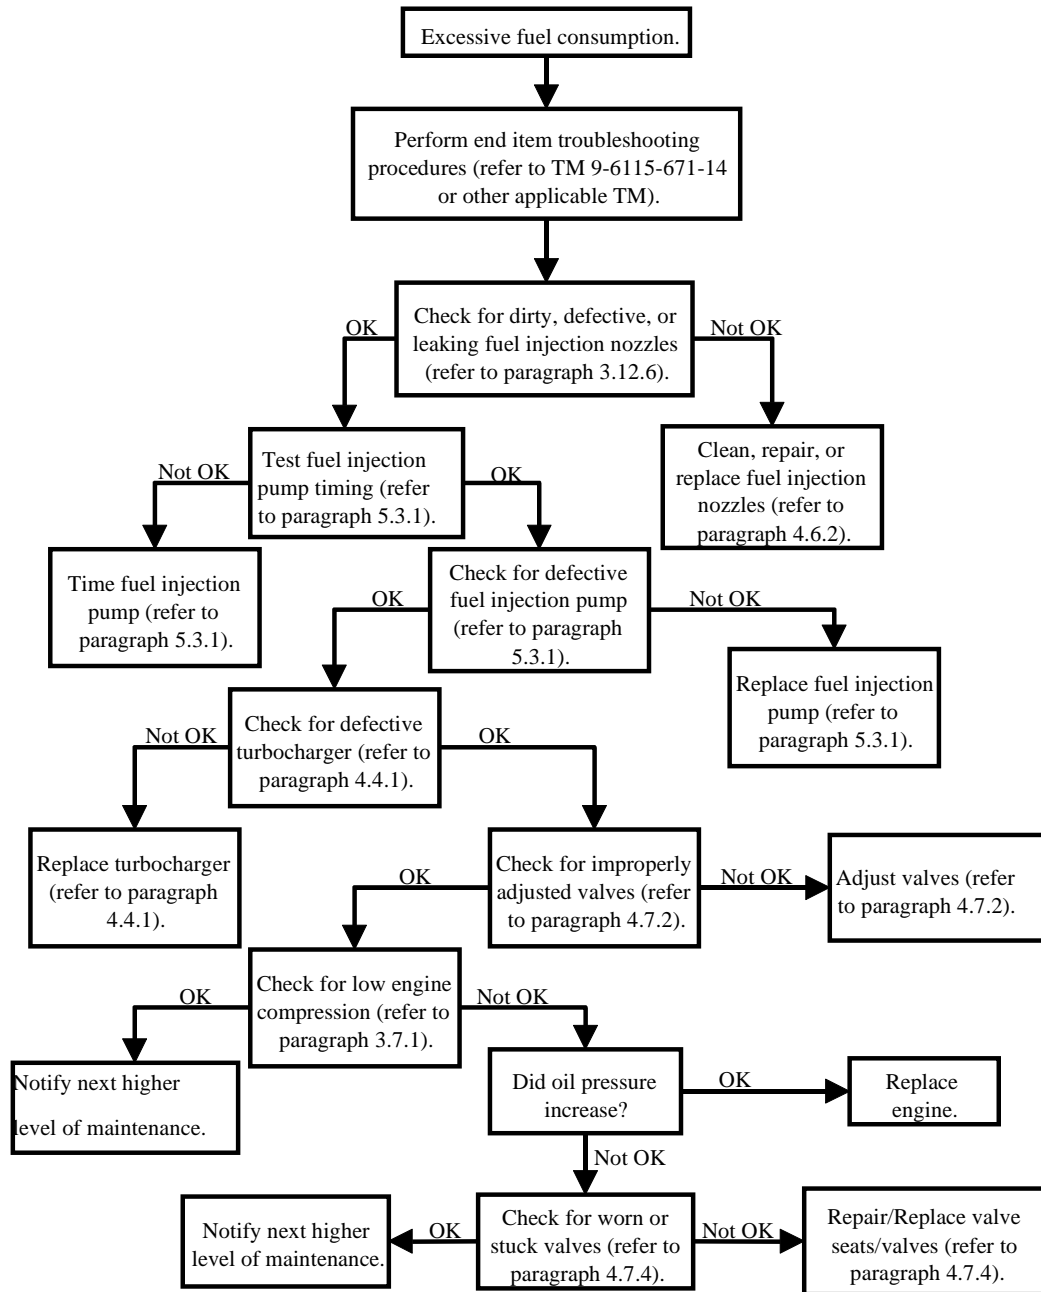 Excessive fuel consumption.
Perform end item troubleshooting
procedures (refer to TM 9-6115-671-14
or other applicable TM).
OK
Check for dirty, defective, or
leaking fuel injection nozzles
(refer to paragraph 3.12.6).
Not OK
Not OK
Test fuel injection
pump timing (refer
to paragraph 5.3.1).
OK
Clean, repair, or
replace fuel injection
nozzles (refer to
paragraph 4.6.2).
Time fuel injection
pump (refer to
paragraph 5.3.1).
OK
Check for defective
fuel injection pump
(refer to paragraph
5.3.1).
Not OK
Not OK
Check for defective
turbocharger (refer to
paragraph 4.4.1).
OK
Replace fuel injection
pump (refer to
paragraph 5.3.1).
Replace turbocharger
(refer to paragraph
4.4.1).
OK
Check for improperly
adjusted valves (refer
to paragraph 4.7.2).
Not OK
Adjust valves (refer
to paragraph 4.7.2).
OK
Check for low engine
compression (refer to
paragraph 3.7.1).
Not OK
Notify next higher
level of maintenance.
Did oil pressure
increase?
OK
Replace
engine.
Not OK
Notify next higher
level of maintenance.
OK
Check for worn or
stuck valves (refer to
paragraph 4.7.4).
Not OK
Repair/Replace valve
seats/valves (refer to
paragraph 4.7.4).